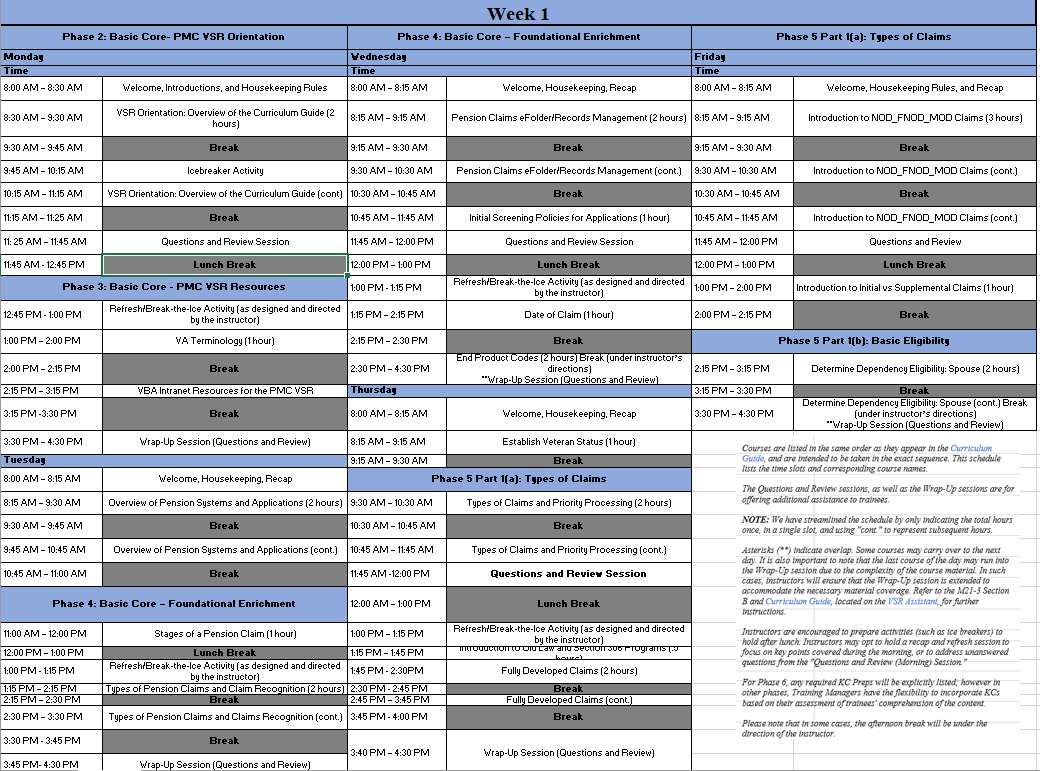 Week 1
Phase 2: Basic Core- PMC VSR Orientation
Monday
Time
8:00 AM – 8:30 AM Welcome, Introductions, and Housekeeping Rules
8:30 AM – 9:30 AM VSR Orientation: Overview of the Curriculum Guide (2
hours)
9:30 AM – 9:45 AM Break
9:45 AM – 10:15 AM Icebreaker Activity
10:15 AM – 11:15 AM VSR Orientation: Overview of the Curriculum Guide (cont)
11:15 AM – 11:25 AM Break
11: 25 AM – 11:45 AM Questions and Review Session
11:45 AM - 12:45 PM Lunch Break
Phase 3: Basic Core - PMC VSR Resources
12:45 PM - 1:00 PM Refresh/Break-the-Ice Activity (as designed and directed
by the instructor)
1:00 PM – 2:00 PM VA Terminology (1 hour)
2:00 PM – 2:15 PM Break
2:15 PM – 3:15 PM VBA Intranet Resources for the PMC VSR
3:15 PM -3:30 PM Break
3:30 PM – 4:30 PM Wrap-Up Session (Questions and Review)
Tuesday
8:00 AM – 8:15 AM Welcome, Housekeeping, Recap
8:15 AM – 9:30 AM Overview of Pension Systems and Applications (2 hours)
9:30 AM – 9:45 AM Break
9:45 AM – 10:45 AM Overview of Pension Systems and Applications (cont.)
10:45 AM – 11:00 AM Break
Phase 4: Basic Core – Foundational Enrichment
11:00 AM – 12:00 PM Stages of a Pension Claim (1 hour)
12:00 PM – 1:00 PM Lunch Break
1:00 PM - 1:15 PM Refresh/Break-the-Ice Activity (as designed and directed
by the instructor)
1:15 PM – 2:15 PM Types of Pension Claims and Claim Recognition (2 hours)
2:15 PM – 2:30 PM Break
2:30 PM – 3:30 PM Types of Pension Claims and Claims Recognition (cont.)
3:30 PM - 3:45 PM Break
3:45 PM- 4:30 PM Wrap-Up Session (Questions and Review)
Phase 4: Basic Core – Foundational Enrichment
Wednesday
Time
8:00 AM – 8:15 AM Welcome, Housekeeping, Recap
8:15 AM – 9:15 AM Pension Claims eFolder/Records Management (2 hours)
9:15 AM – 9:30 AM Break
9:30 AM – 10:30 AM Pension Claims eFolder/Records Management (cont.)
10:30 AM – 10:45 AM Break
10:45 AM – 11:45 AM Initial Screening Policies for Applications (1 hour)
11:45 AM – 12:00 PM Questions and Review Session
12:00 PM – 1:00 PM Lunch Break
1:00 PM - 1:15 PM Refresh/Break-the-Ice Activity (as designed and directed
by the instructor)
1:15 PM – 2:15 PM Date of Claim (1 hour)
2:15 PM – 2:30 PM Break
2:30 PM – 4:30 PM End Product Codes (2 hours) Break (under instructor's
directions)
**Wrap-Up Session (Questions and Review)
Thursday
8:00 AM – 8:15 AM Welcome, Housekeeping, Recap
8:15 AM – 9:15 AM Establish Veteran Status (1 hour)
9:15 AM – 9:30 AM Break
Phase 5 Part 1(a): Types of Claims
9:30 AM – 10:30 AM Types of Claims and Priority Processing (2 hours)
10:30 AM – 10:45 AM Break
10:45 AM – 11:45 AM Types of Claims and Priority Processing (cont.)
11:45 AM -12:00 PM Questions and Review Session
12:00 AM – 1:00 PM Lunch Break
1:00 PM – 1:15 PM Refresh/Break-the-Ice Activity (as designed and directed
by the instructor)
1:15 PM – 1:45 PM Introduction to Old Law and Section 306 Programs (.5
hours)
1:45 PM - 2:30PM Fully Developed Claims (2 hours)
2:30 PM - 2:45 PM Break
2:45 PM – 3:45 PM Fully Developed Claims (cont.)
3:45 PM - 4:00 PM Break
3:40 PM – 4:30 PM Wrap-Up Session (Questions and Review)
Phase 5 Part 1(a): Types of Claims
Friday
Time
8:00 AM – 8:15 AM Welcome, Housekeeping Rules, and Recap
8:15 AM – 9:15 AM Introduction to NOD_FNOD_MOD Claims (3 hours)
9:15 AM – 9:30 AM Break
9:30 AM – 10:30 AM Introduction to NOD_FNOD_MOD Claims (cont.)
10:30 AM – 10:45 AM Break
10:45 AM – 11:45 AM Introduction to NOD_FNOD_MOD Claims (cont.)
11:45 AM – 12:00 PM Questions and Review
12:00 PM – 1:00 PM Lunch Break
1:00 PM – 2:00 PM Introduction to Initial vs Supplemental Claims (1 hour)
2:00 PM – 2:15 PM Break
Phase 5 Part 1(b): Basic Eligibility
2:15 PM – 3:15 PM Determine Dependency Eligibility: Spouse (2 hours)
3:15 PM – 3:30 PM Break
3:30 PM – 4:30 PM Determine Dependency Eligibility: Spouse (cont.) Break
(under instructor's directions)
**Wrap-Up Session (Questions and Review)
Courses are listed in the same order as they appear in the Curriculum
Guide, and are intended to be taken in the exact sequence. This schedule
lists the time slots and corresponding course names.
The Questions and Review sessions, as well as the Wrap-Up sessions are for
offering additional assistance to trainees.
NOTE: We have streamlined the schedule by only indicating the total hours
once, in a single slot, and using "cont." to represent subsequent hours.
Asterisks (**) indicate overlap. Some courses may carry over to the next
day. It is also important to note that the last course of the day may run into
the Wrap-Up session due to the complexity of the course material. In such
cases, instructors will ensure that the Wrap-Up session is extended to
accommodate the necessary material coverage. Refer to the M21-3 Section
B and Curriculum Guide, located on the VSR Assistant, for further
instructions.
Instructors are encouraged to prepare activities (such as ice breakers) to
hold after lunch. Instructors may opt to hold a recap and refresh session to
focus on key points covered during the morning, or to address unanswered
questions from the "Questions and Review (Morning) Session."
For Phase 6, any required KC Preps will be explicitly listed; however in
other phases, Training Managers have the flexibility to incorporate KCs
based on their assessment of trainees' comprehension of the content.
Please note that in some cases, the afternoon break will be under the
direction of the instructor.